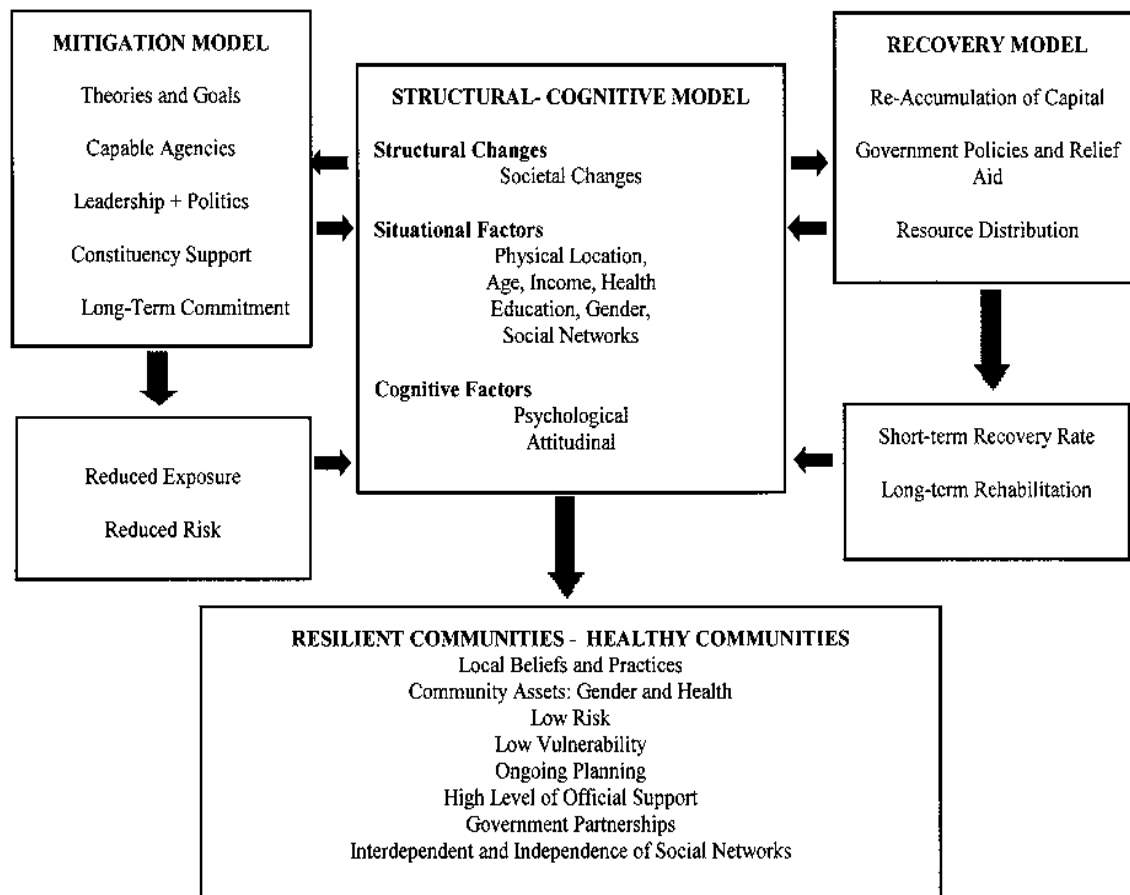 MITIGATION MODEL
Theories and Goals
Capable Agencies
Leadership + Politics
Constituency Support
Long-Term Commitment
Reduced Exposure
Reduced Risk
STRUCTURAL- COGNITIVE MODEL
Structural Changes
Societal Changes
Situational Factors
Physical Location,
Age, Income, Health
Education, Gender,
Social Networks
Cognitive Factors
Psychological
Attitudinal
RECOVERY MODEL
Re-Accumulation of Capital
Government Policies and Relief
Aid
Resource Distribution
Short-term Recovery Rate
Long-term Rehabilitation
RESILIENT COMMUNITIES - HEALTHY COMMUNITIES
Local Beliefs and Practices
Community Assets: Gender and Health
Low Risk
Low Vulnerability
Ongoing Planning
High Level of Official Support
Government Partnerships
Interdependent and Independence of Social Networks